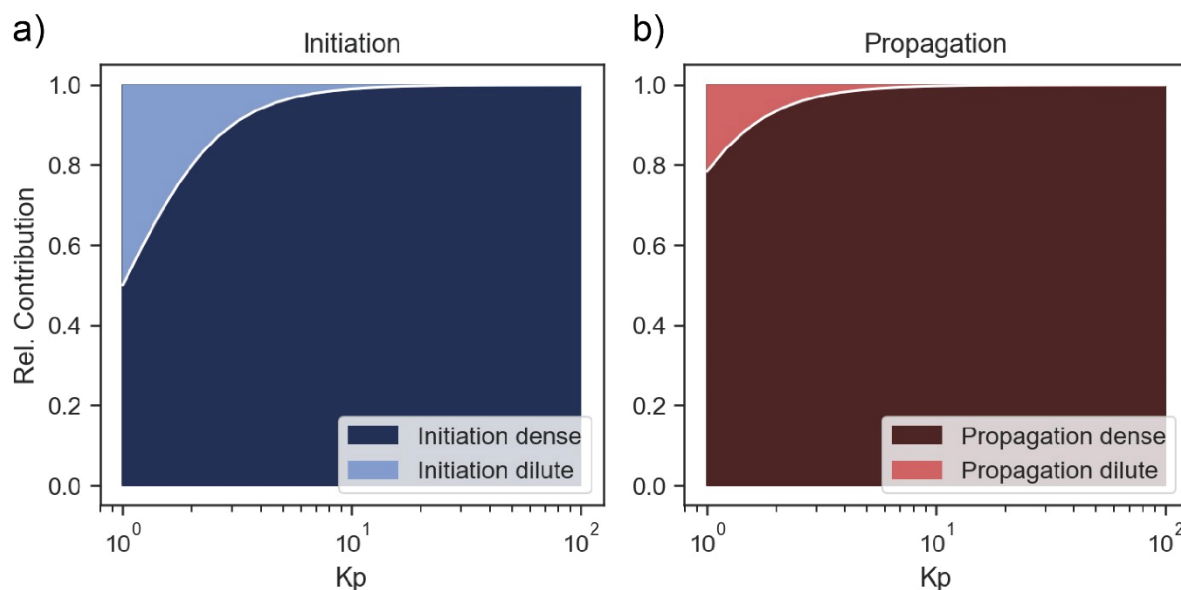 a)
Initiation
Rel. Contribution
1.0
0.8
0.6
0.4
0.2
0.0
Initiation dense
Initiation dilute
10⁰
10¹
10²
Kp
b)
Propagation
1.0
0.8
0.6
0.4
0.2
0.0
Propagation dense
Propagation dilute
10⁰
10¹
10²
Kp